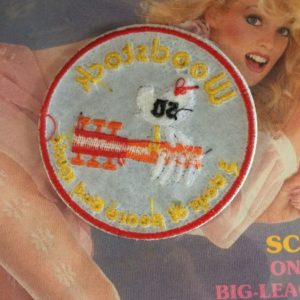 Woodstock
50
3 Days of Peace and Music
SC
ON
BIG-LEA